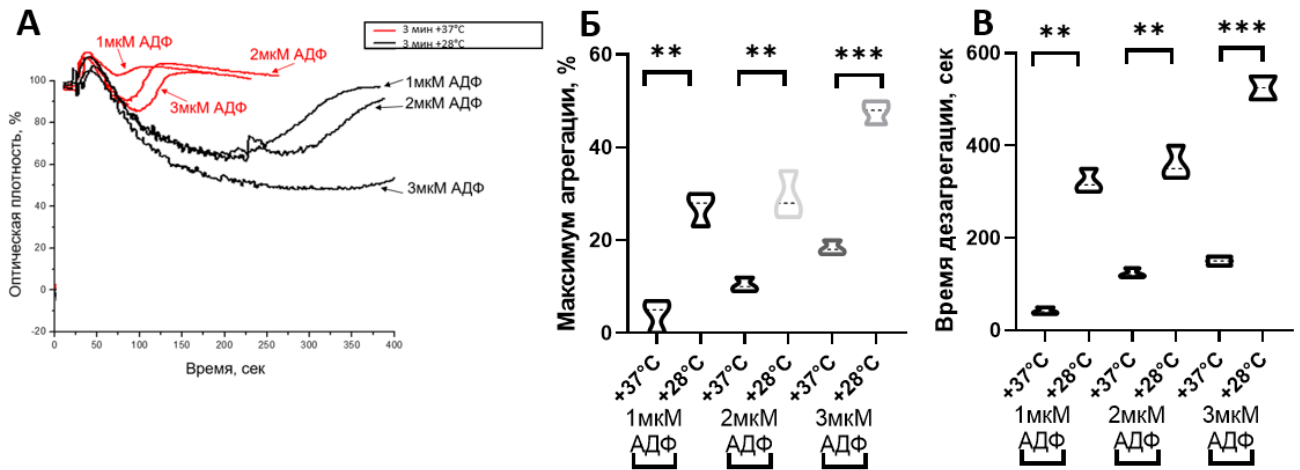 А
3 мин +37°C
3 мин +28°C
1мкМ АДФ
2мкМ АДФ
3мкМ АДФ
1мкМ АДФ
2мкМ АДФ
3мкМ АДФ
Оптическая плотность, %
100
80
60
40
20
0
-20
0
50
100
150
200
250
300
350
400
Время, сек
Б
** ** ***
Максимум агрегации, %
60
40
20
0
+37°C +28°C +37°C +28°C +37°C +28°C
1мкМ 2мкМ 3мкМ
АДФ АДФ АДФ
В
** ** ***
Время дезагрегации, сек
600
400
200
0
+37°C +28°C +37°C +28°C +37°C +28°C
1мкМ 2мкМ 3мкМ
АДФ АДФ АДФ